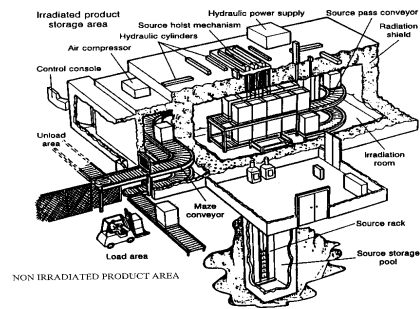 Irradiated product
storage area
Hydraulic power supply
Source hoist mechanism
Hydraulic cylinders
Air compressor
Control console
Source pass conveyor
Radiation
shield
Unload
area
Irradiation
room
Maze
conveyor
Load area
Source rack
Source storage
pool
NON IRRADIATED PRODUCT AREA